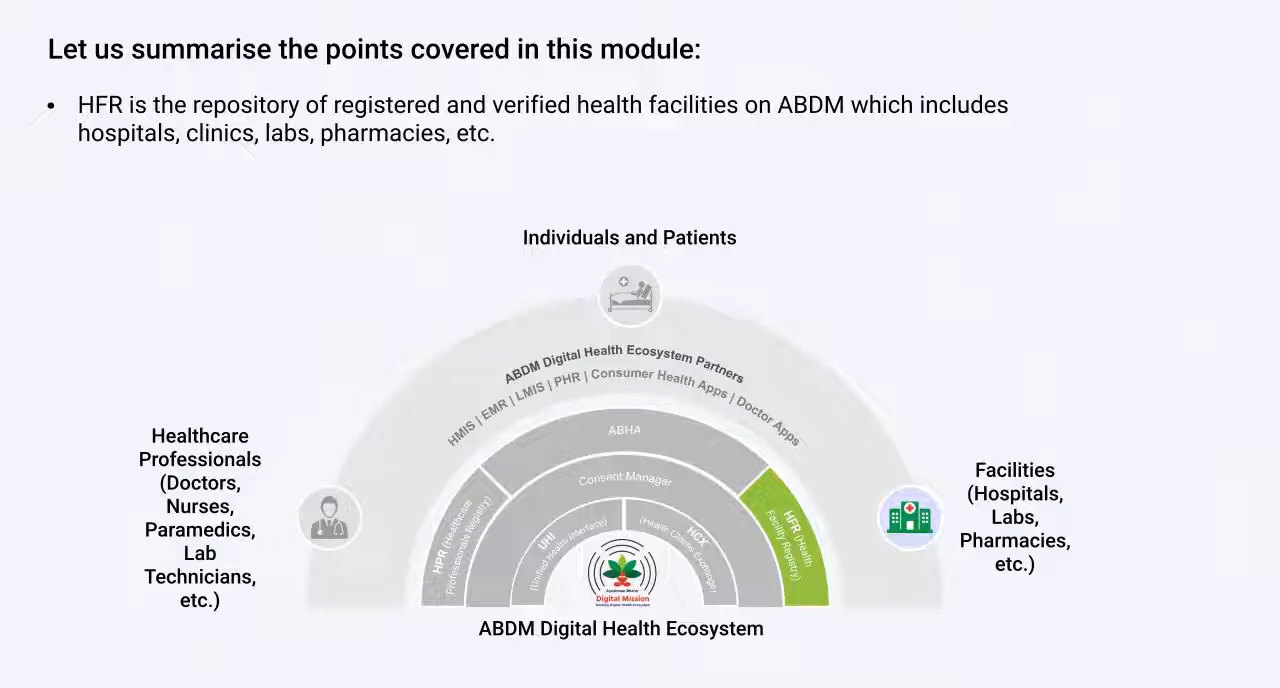 Let us summarise the points covered in this module:
• HFR is the repository of registered and verified health facilities on ABDM which includes
hospitals, clinics, labs, pharmacies, etc.
Individuals and Patients
ABDM Digital Health Ecosystem Partners
HMIS | EMR | LMIS | PHR | Consumer Health Apps | Doctor Apps
ABHA
Consent Manager
Healthcare
Professionals
(Doctors,
Nurses,
Paramedics,
Lab
Technicians,
etc.)
HPR (Healthcare
Professionals Registry)
UHI
(Unified Health Interface)
HCX
(Health Claims Exchange)
HFR (Health
Facility Registry)
Facilities
(Hospitals,
Labs,
Pharmacies,
etc.)
Ayushman Bharat
Digital Mission
ABDM Digital Health Ecosystem